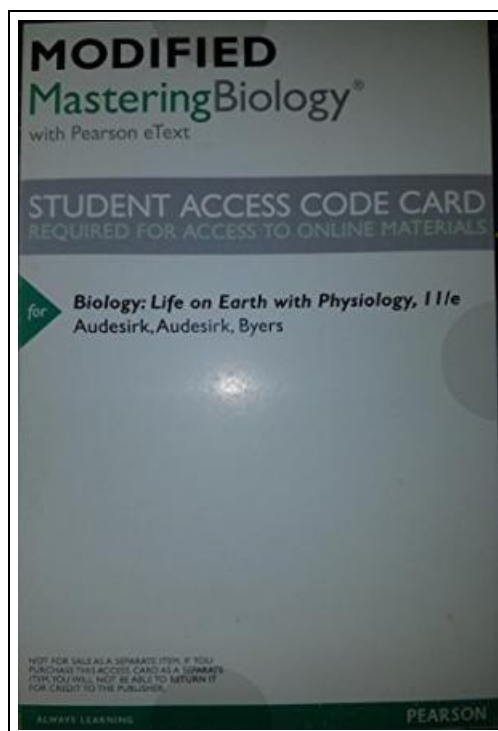 MODIFIED
MasteringBiology®
with Pearson eText
STUDENT ACCESS CODE CARD
REQUIRED FOR ACCESS TO ONLINE MATERIALS
for
Biology: Life on Earth with Physiology, 11/e
Audesirk, Audesirk, Byers
NOT FOR SALE AS A SEPARATE ITEM. IF YOU
PURCHASE THIS ACCESS CARD AS A SEPARATE
ITEM, YOU WILL NOT BE ABLE TO RETURN IT
FOR CREDIT TO THE PUBLISHER.
ALWAYS LEARNING
PEARSON